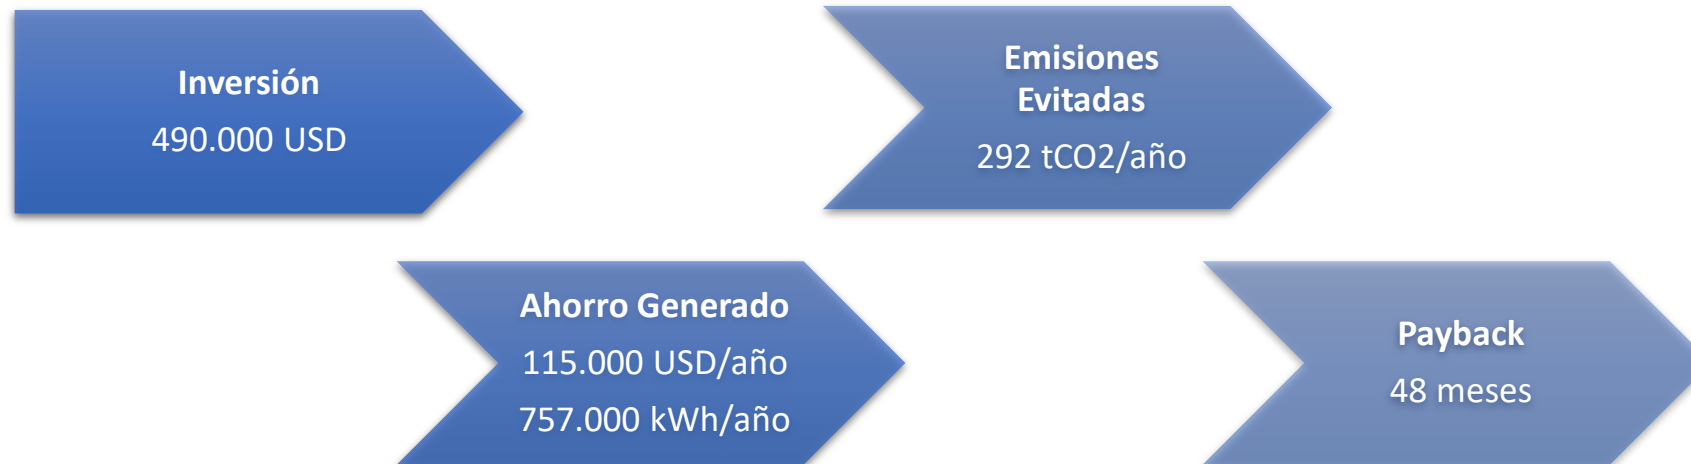 Inversión
490.000 USD
Ahorro Generado
115.000 USD/año
757.000 kWh/año
Emisiones
Evitadas
292 tCO2/año
Payback
48 meses